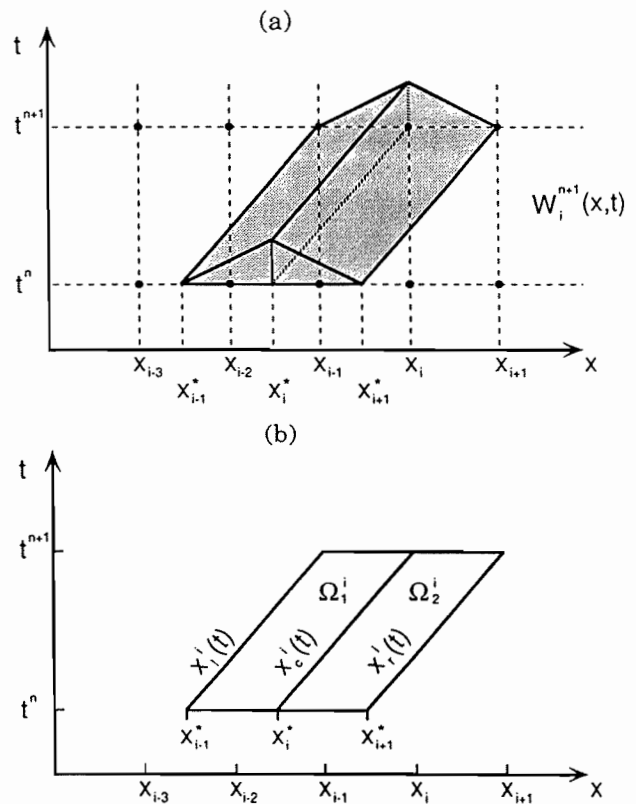 (a)
t
t^{n+1}
W_i^{n+1}(x,t)
t^n
X_{i-3} X_{i-2} X_{i-1} X_i X_{i+1} X
X*_{i-1} X*_i X*_{i+1}
(b)
t
t^{n+1}
Ω_1^i Ω_2^i
X_l^i(t) X_c^i(t) X_r^i(t)
t^n
X*_{i-1} X*_i X*_{i+1}
X_{i-3} X_{i-2} X_{i-1} X_i X_{i+1} X